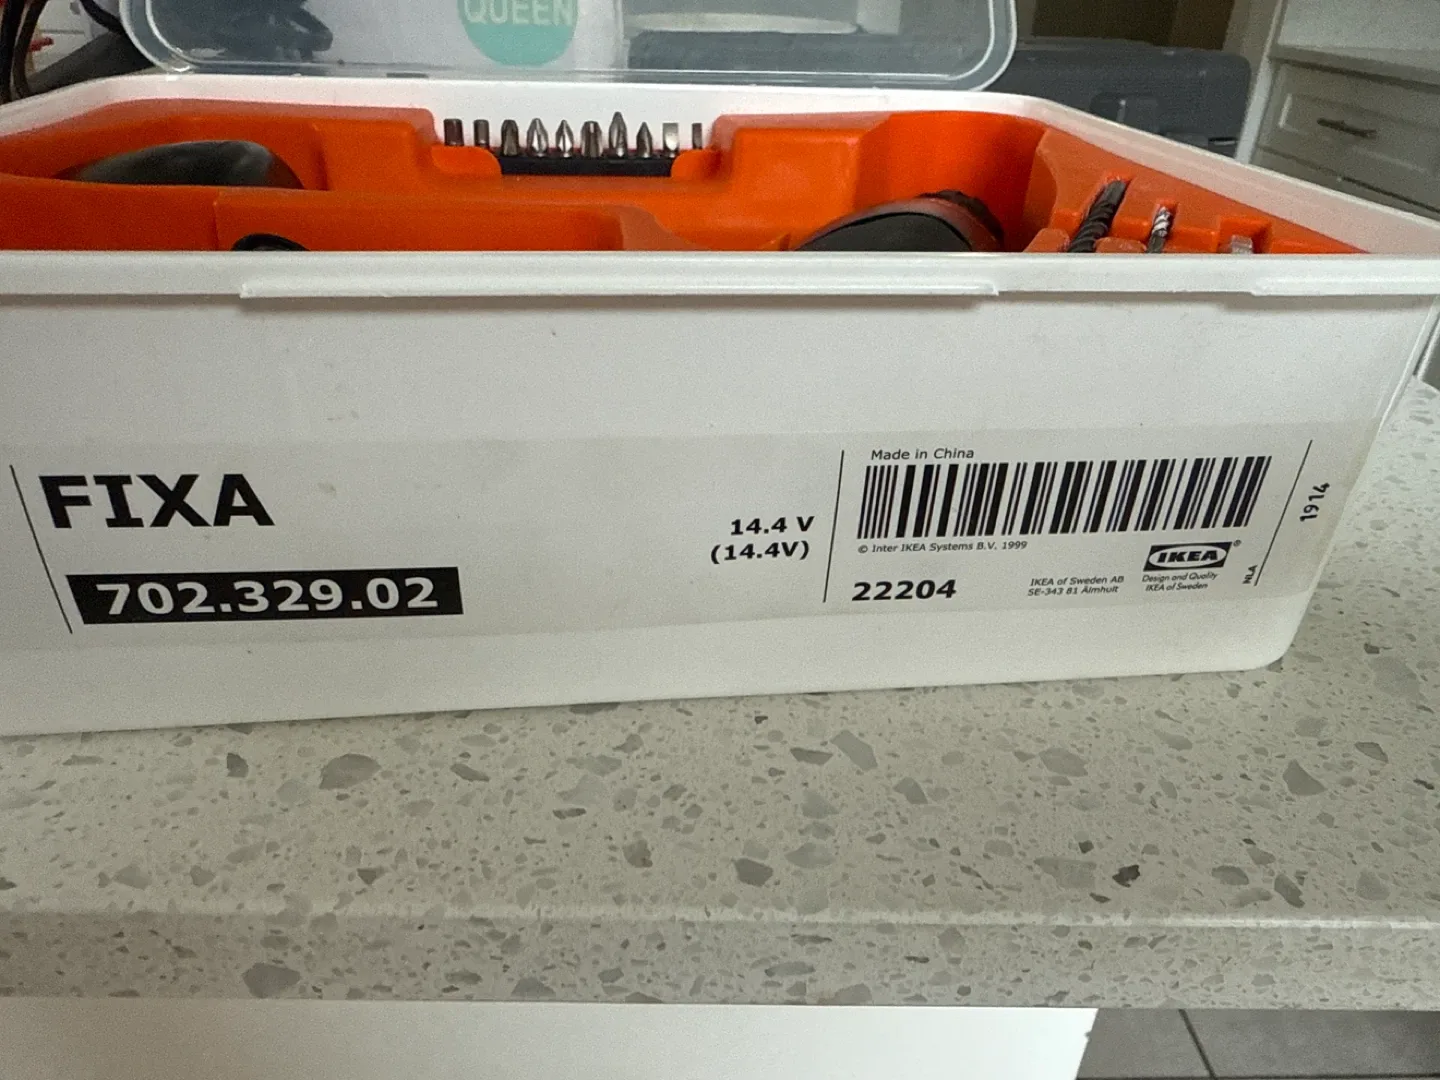 QUEEN
FIXA
702.329.02
14.4 V
(14.4V)
Made in China
© Inter IKEA Systems B.V. 1999
22204
IKEA of Sweden AB
SE-343 81 Älmhult
IKEA®
Design and Quality
IKEA of Sweden
NLA
1914